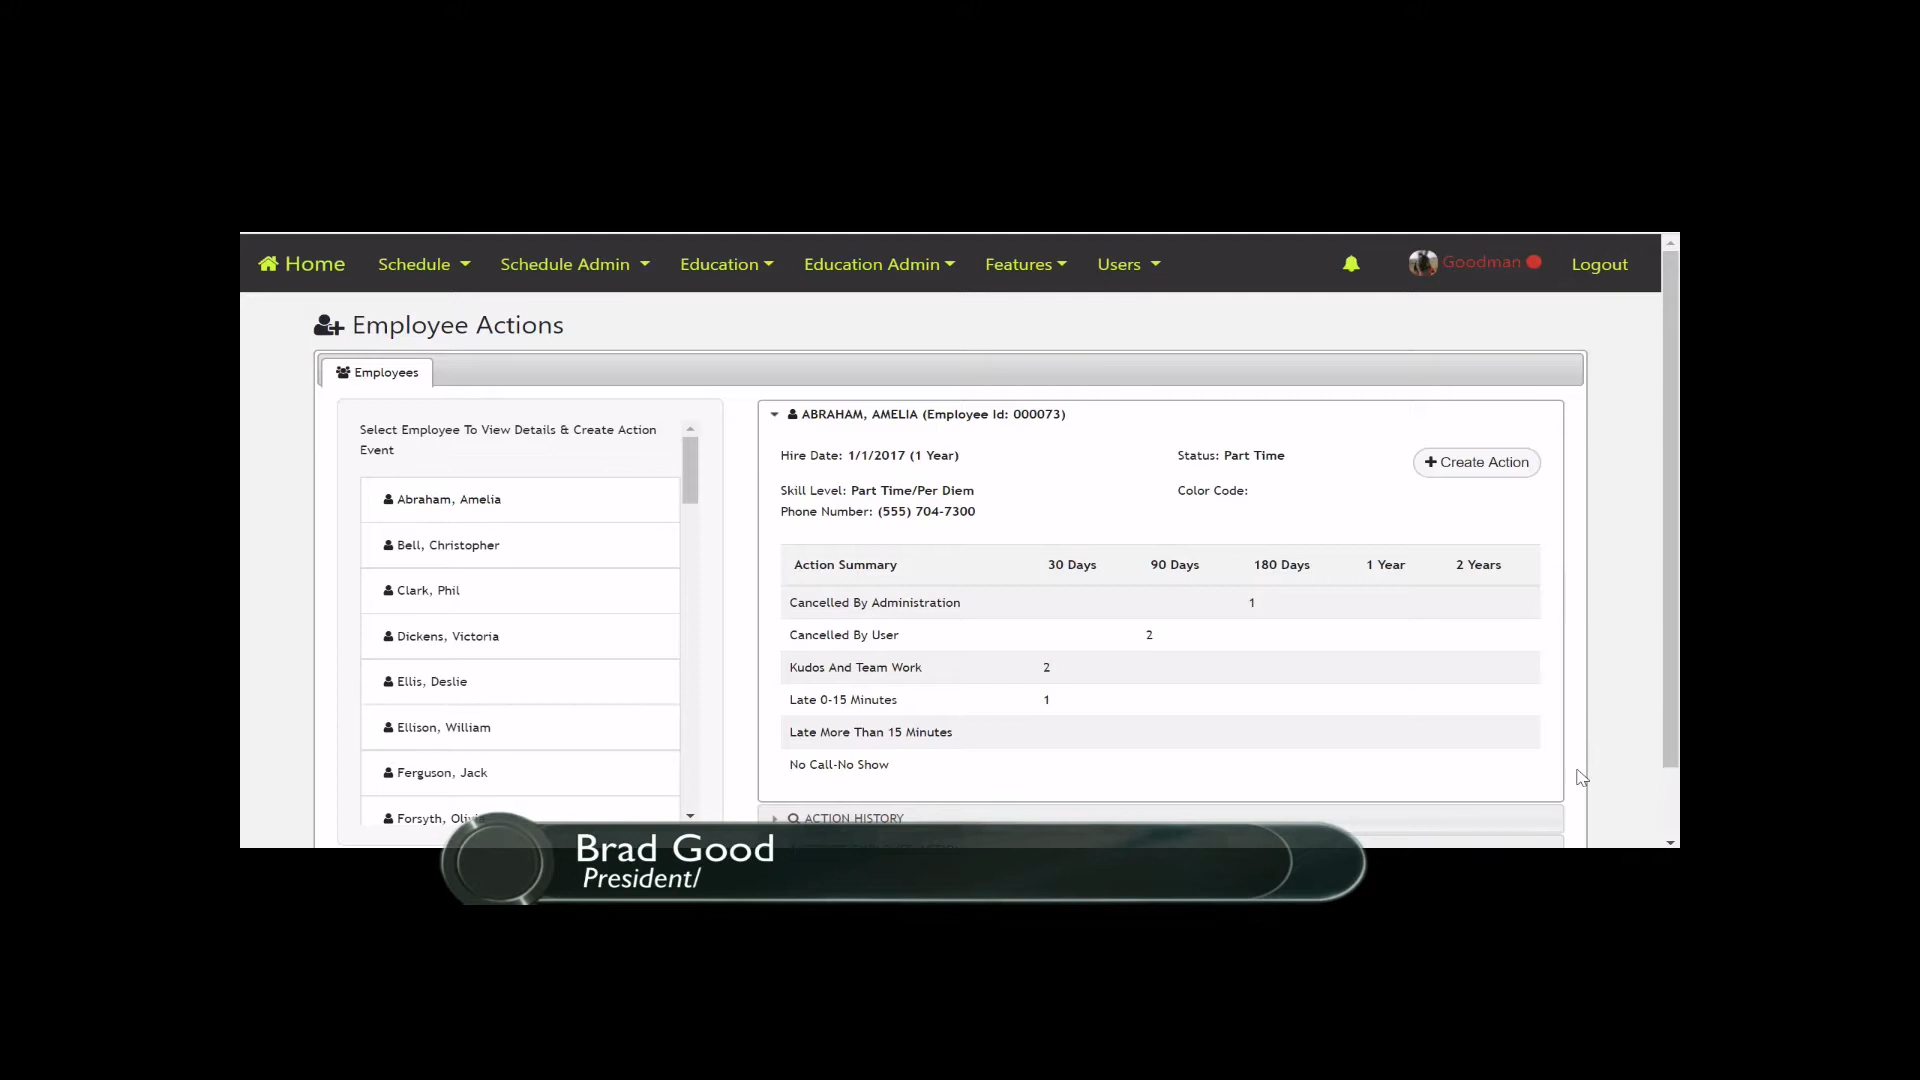 Home Schedule Schedule Admin Education Education Admin Features Users Goodman Logout
Employee Actions
Employees
Select Employee To View Details & Create Action
Event
Abraham, Amelia
Bell, Christopher
Clark, Phil
Dickens, Victoria
Ellis, Deslie
Ellison, William
Ferguson, Jack
Forsyth,
ABRAHAM, AMELIA (Employee Id: 000073)
Hire Date: 1/1/2017 (1 Year) Status: Part Time + Create Action
Skill Level: Part Time/Per Diem Color Code:
Phone Number: (555) 704-7300
Action Summary 30 Days 90 Days 180 Days 1 Year 2 Years
Cancelled By Administration 1
Cancelled By User 2
Kudos And Team Work 2
Late 0-15 Minutes 1
Late More Than 15 Minutes
No Call-No Show
ACTION HISTORY
Brad Good
President/